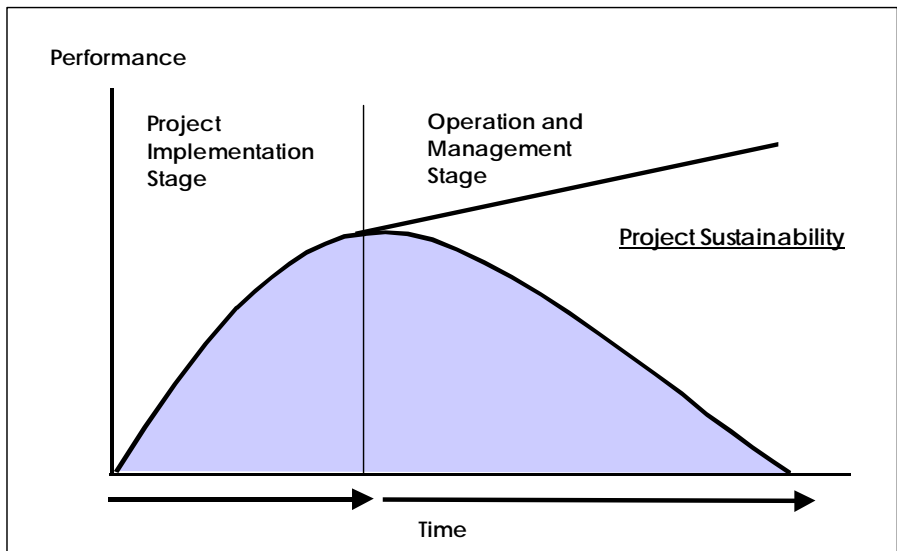 Performance
Project
Implementation
Stage
Operation and
Management
Stage
Project Sustainability
Time